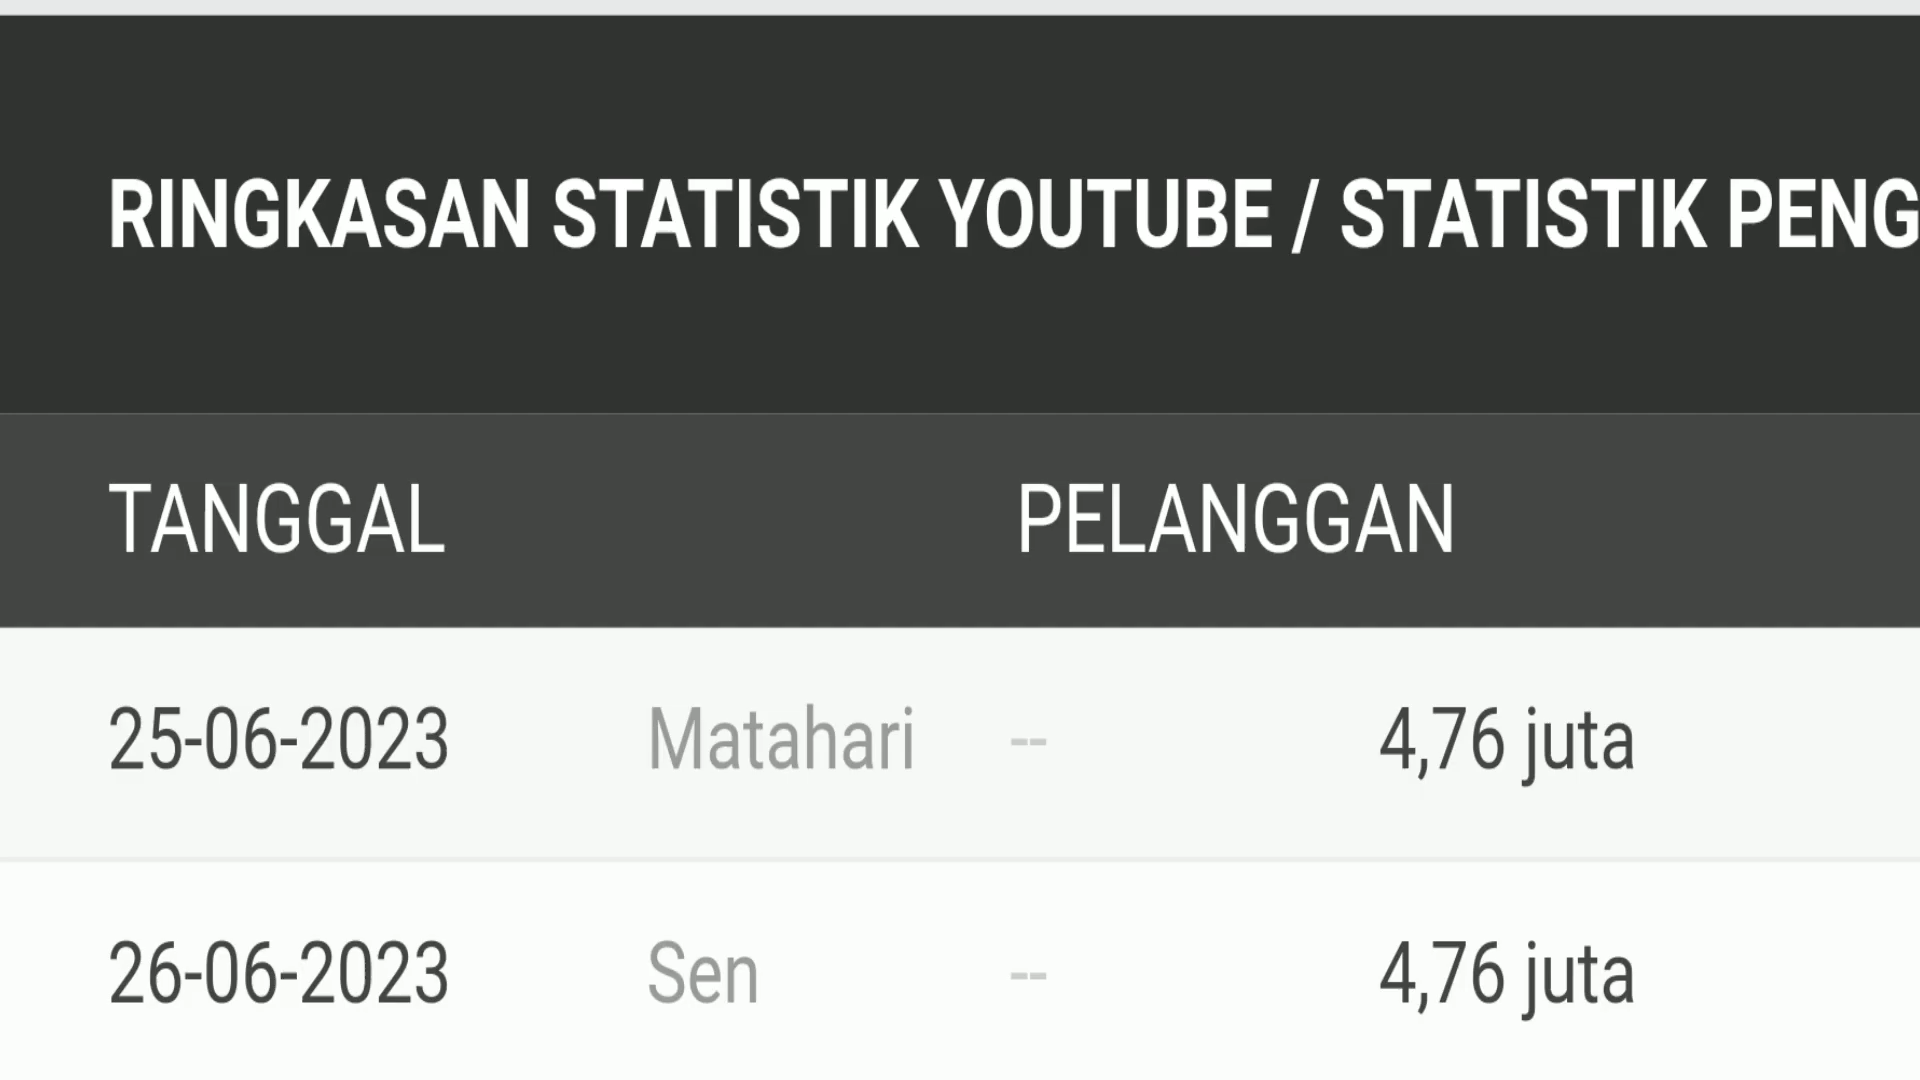 RINGKASAN STATISTIK YOUTUBE / STATISTIK PENG
TANGGAL PELANGGAN
25-06-2023 Matahari -- 4,76 juta
26-06-2023 Sen -- 4,76 juta